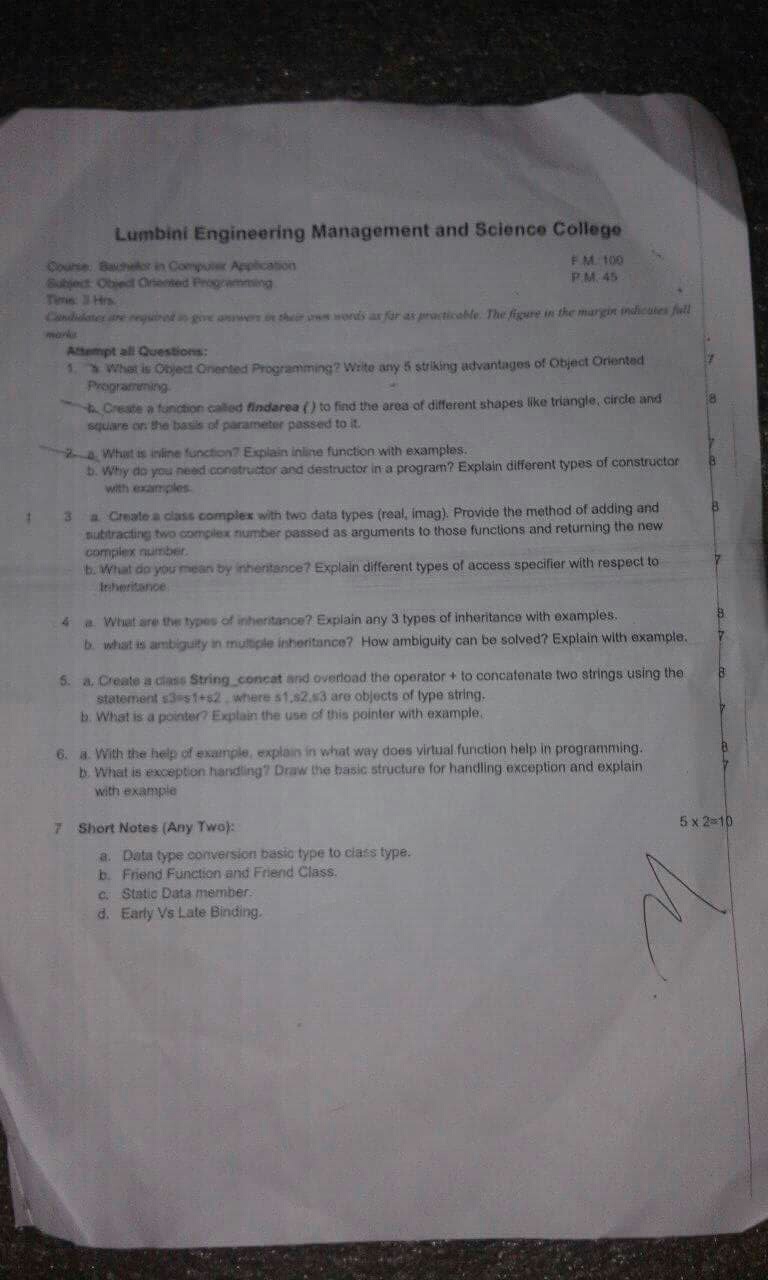 Lumbini Engineering Management and Science College
Course: Bachelor in Computer Application F.M. 100
Subject: Object Oriented Programming P.M. 45
Time: 3 Hrs.
Candidates are required to give answers in their own words as far as practicable. The figure in the margin indicates full
marks
Attempt all Questions:
1. a. What is Object Oriented Programming? Write any 5 striking advantages of Object Oriented 7
Programming.
b. Create a function called findarea ( ) to find the area of different shapes like triangle, circle and 8
square on the basis of parameter passed to it.
2. a. What is inline function? Explain inline function with examples. 7
b. Why do you need constructor and destructor in a program? Explain different types of constructor 8
with examples.
1 3 a. Create a class complex with two data types (real, imag). Provide the method of adding and 8
subtracting two complex number passed as arguments to those functions and returning the new
complex number.
b. What do you mean by inheritance? Explain different types of access specifier with respect to 7
Inheritance
4 a. What are the types of inheritance? Explain any 3 types of inheritance with examples. 8
b. what is ambiguity in multiple inheritance? How ambiguity can be solved? Explain with example. 7
5. a. Create a class String_concat and overload the operator + to concatenate two strings using the 8
statement s3=s1+s2 , where s1,s2,s3 are objects of type string.
b. What is a pointer? Explain the use of this pointer with example. 7
6. a. With the help of example, explain in what way does virtual function help in programming. 8
b. What is exception handling? Draw the basic structure for handling exception and explain 7
with example
7 Short Notes (Any Two): 5 x 2=10
a. Data type conversion basic type to class type.
b. Friend Function and Friend Class.
c. Static Data member.
d. Early Vs Late Binding.